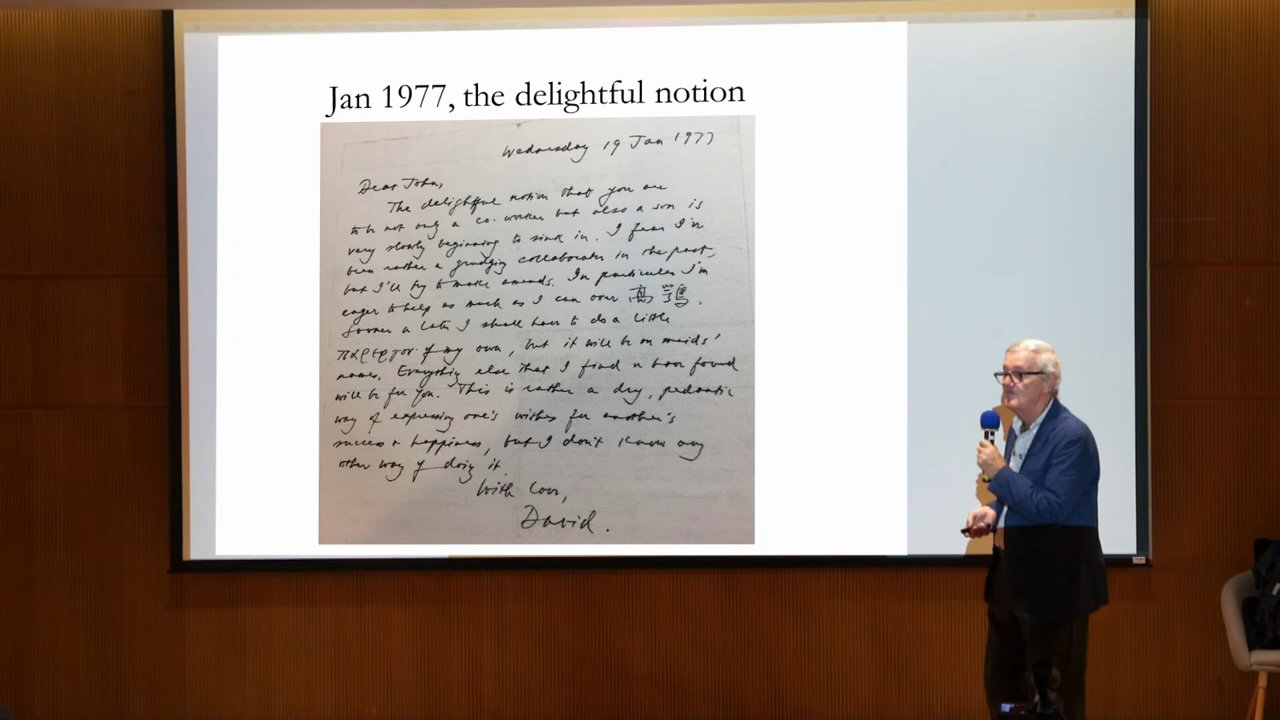 Jan 1977, the delightful notion
Wednesday 19 Jan 1977
Dear John,
The delightful notion that you are
to be not only a co-worker but also a son is
very slowly beginning to sink in. I fear I've
been rather a grudging collaborator in the past,
but I'll try to make amends. In particular I'm
eager to help as much as I can over 高鶚.
Sooner or later I shall have to do a little
παρεργον of my own, but it will be on maids'
names. Everything else that I find or have found
will be for you. This is rather a dry, pedantic
way of expressing one's wishes for another's
success & happiness, but I don't know any
other way of doing it.
With love,
David.